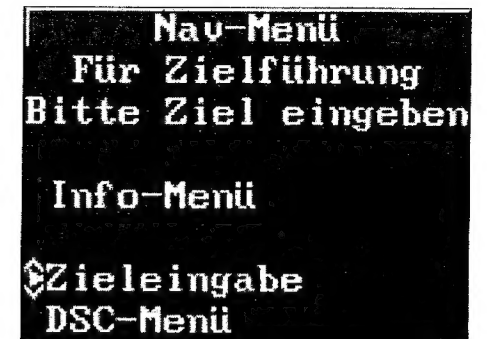 Nav-Menü
Für Zielführung
Bitte Ziel eingeben
Info-Menü
Zieleingabe
DSC-Menü